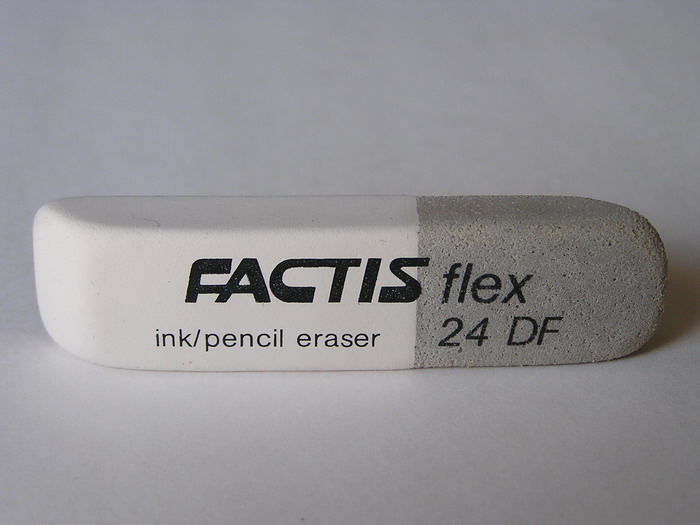 FACTIS flex
ink/pencil eraser 24 DF